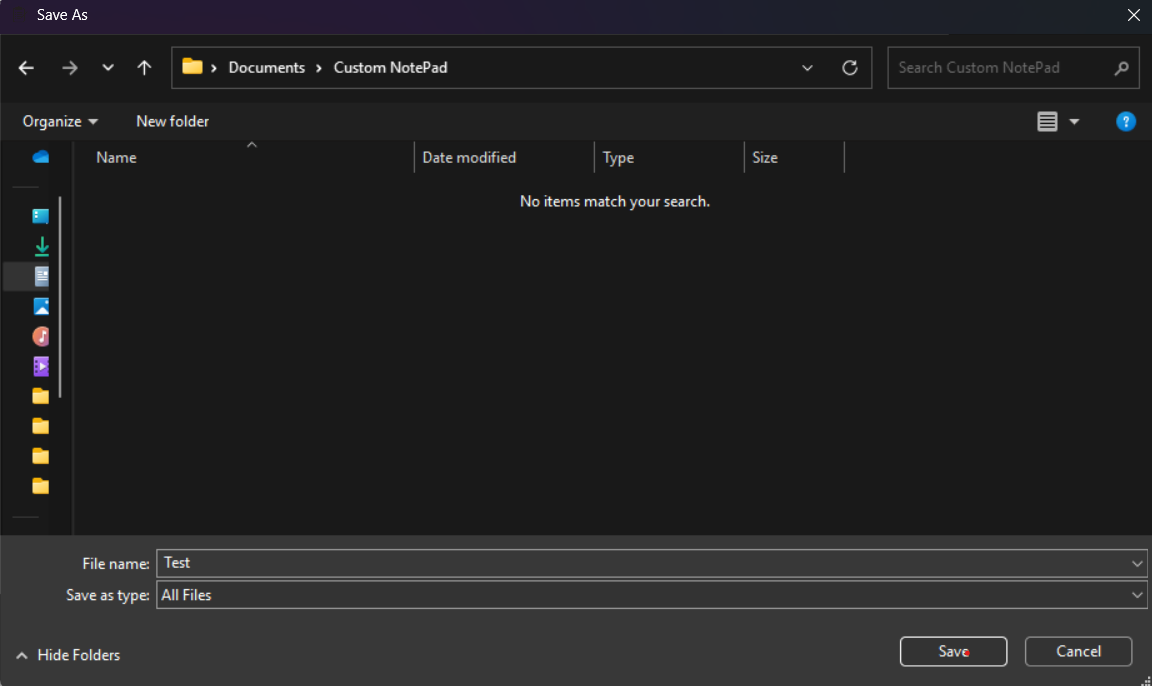 Save As
Documents > Custom NotePad
Search Custom NotePad
Organize
New folder
?
Name
Date modified
Type
Size
No items match your search.
File name: Test
Save as type: All Files
Hide Folders
Save
Cancel